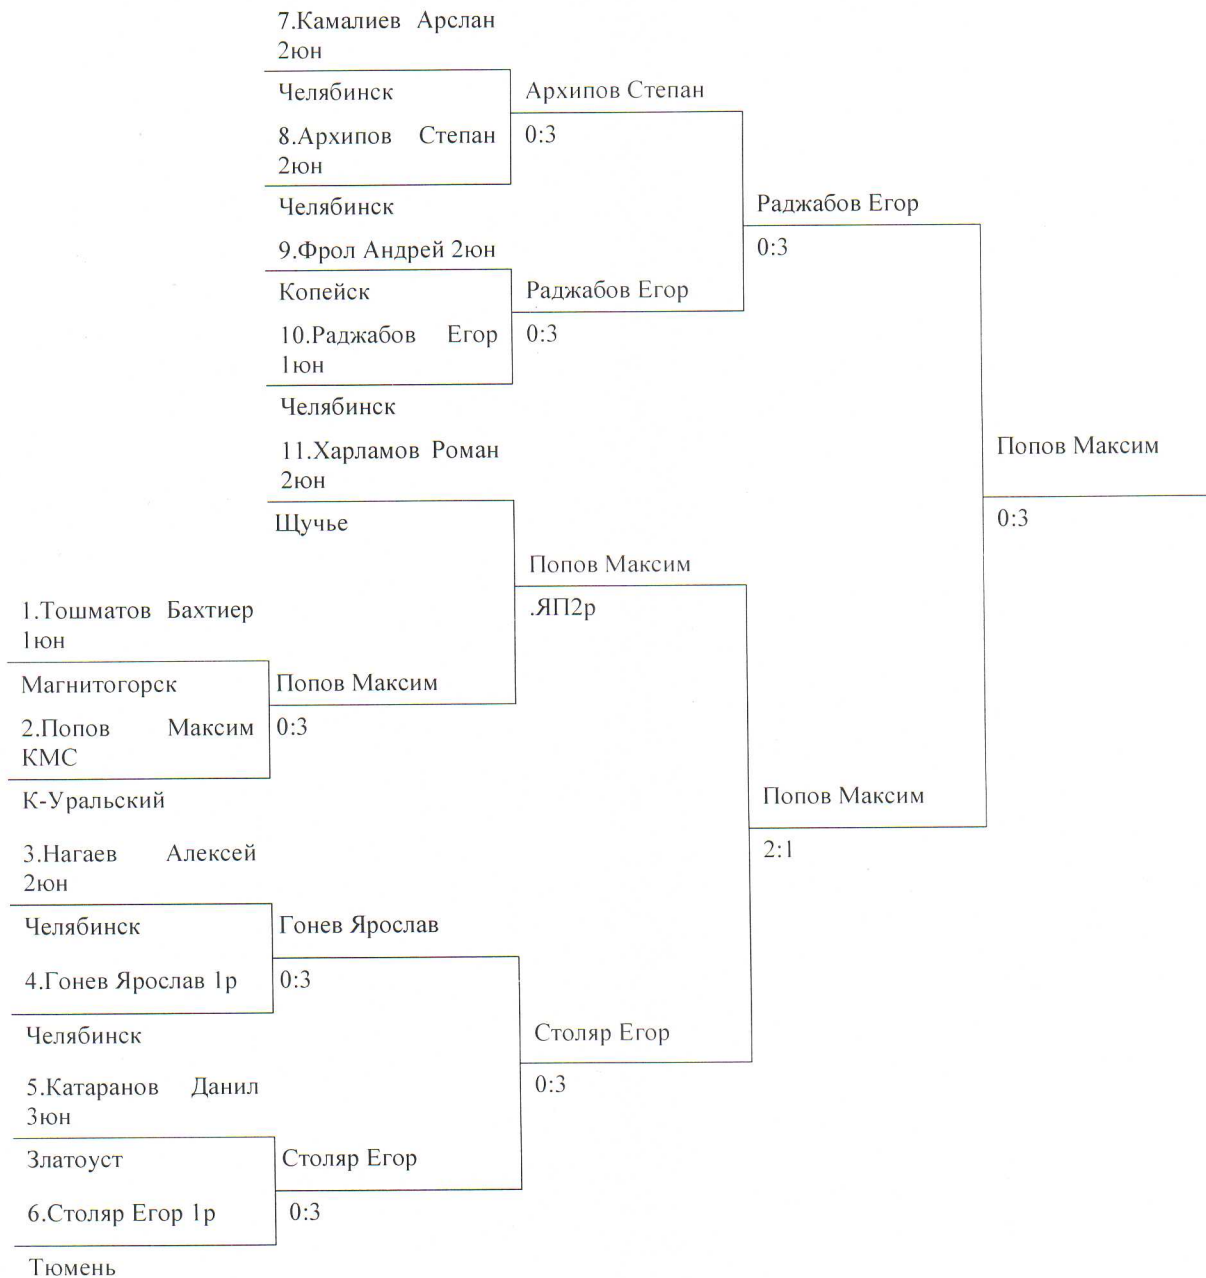 7.Камалиев Арслан
2юн
Челябинск
Архипов Степан
8.Архипов Степан
2юн
0:3
Челябинск
Раджабов Егор
0:3
9.Фрол Андрей 2юн
Копейск
Раджабов Егор
10.Раджабов Егор
1юн
0:3
Челябинск
11.Харламов Роман
2юн
Попов Максим
0:3
Щучье
Попов Максим
.ЯП2р
1.Тошматов Бахтиер
1юн
Магнитогорск
Попов Максим
2.Попов Максим
КМС
0:3
К-Уральский
Попов Максим
2:1
3.Нагаев Алексей
2юн
Челябинск
Гонев Ярослав
4.Гонев Ярослав 1р
0:3
Челябинск
Столяр Егор
0:3
5.Катаранов Данил
3юн
Златоуст
Столяр Егор
6.Столяр Егор 1р
0:3
Тюмень